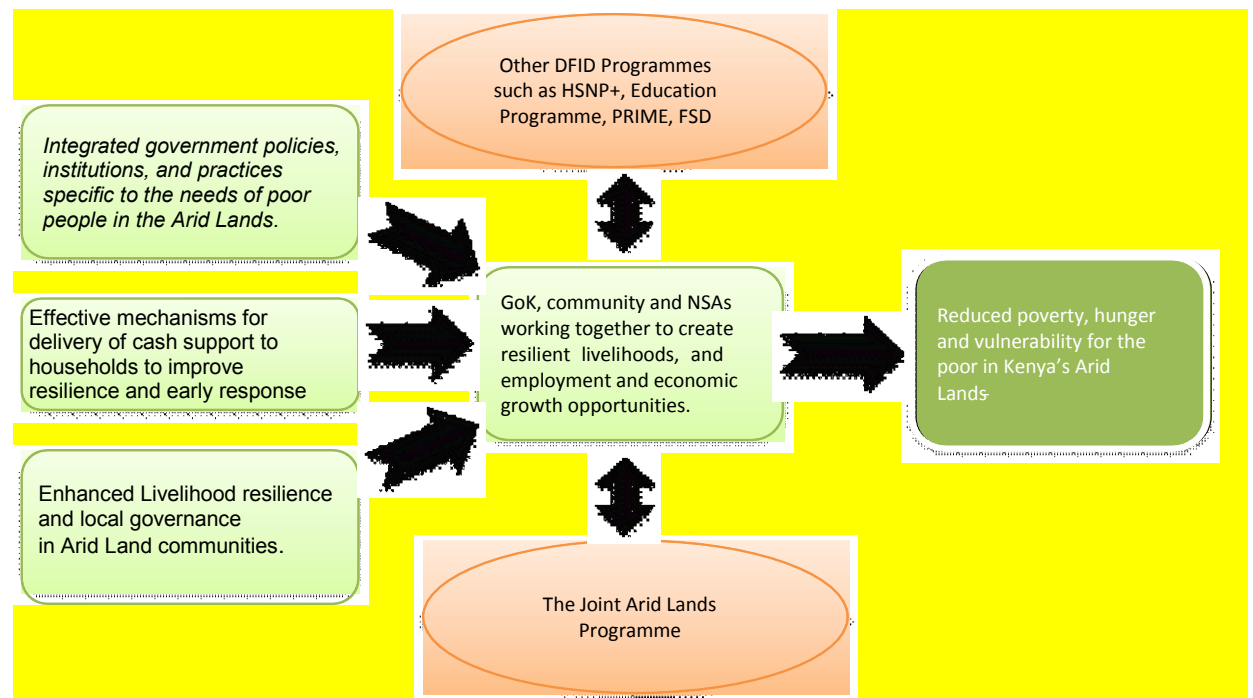 Other DFID Programmes
such as HSNP+, Education
Programme, PRIME, FSD
Integrated government policies,
institutions, and practices
specific to the needs of poor
people in the Arid Lands.
Effective mechanisms for
delivery of cash support to
households to improve
resilience and early response
Enhanced Livelihood resilience
and local governance
in Arid Land communities.
GoK, community and NSAs
working together to create
resilient livelihoods, and
employment and economic
growth opportunities.
Reduced poverty, hunger
and vulnerability for the
poor in Kenya’s Arid
Lands
The Joint Arid Lands
Programme